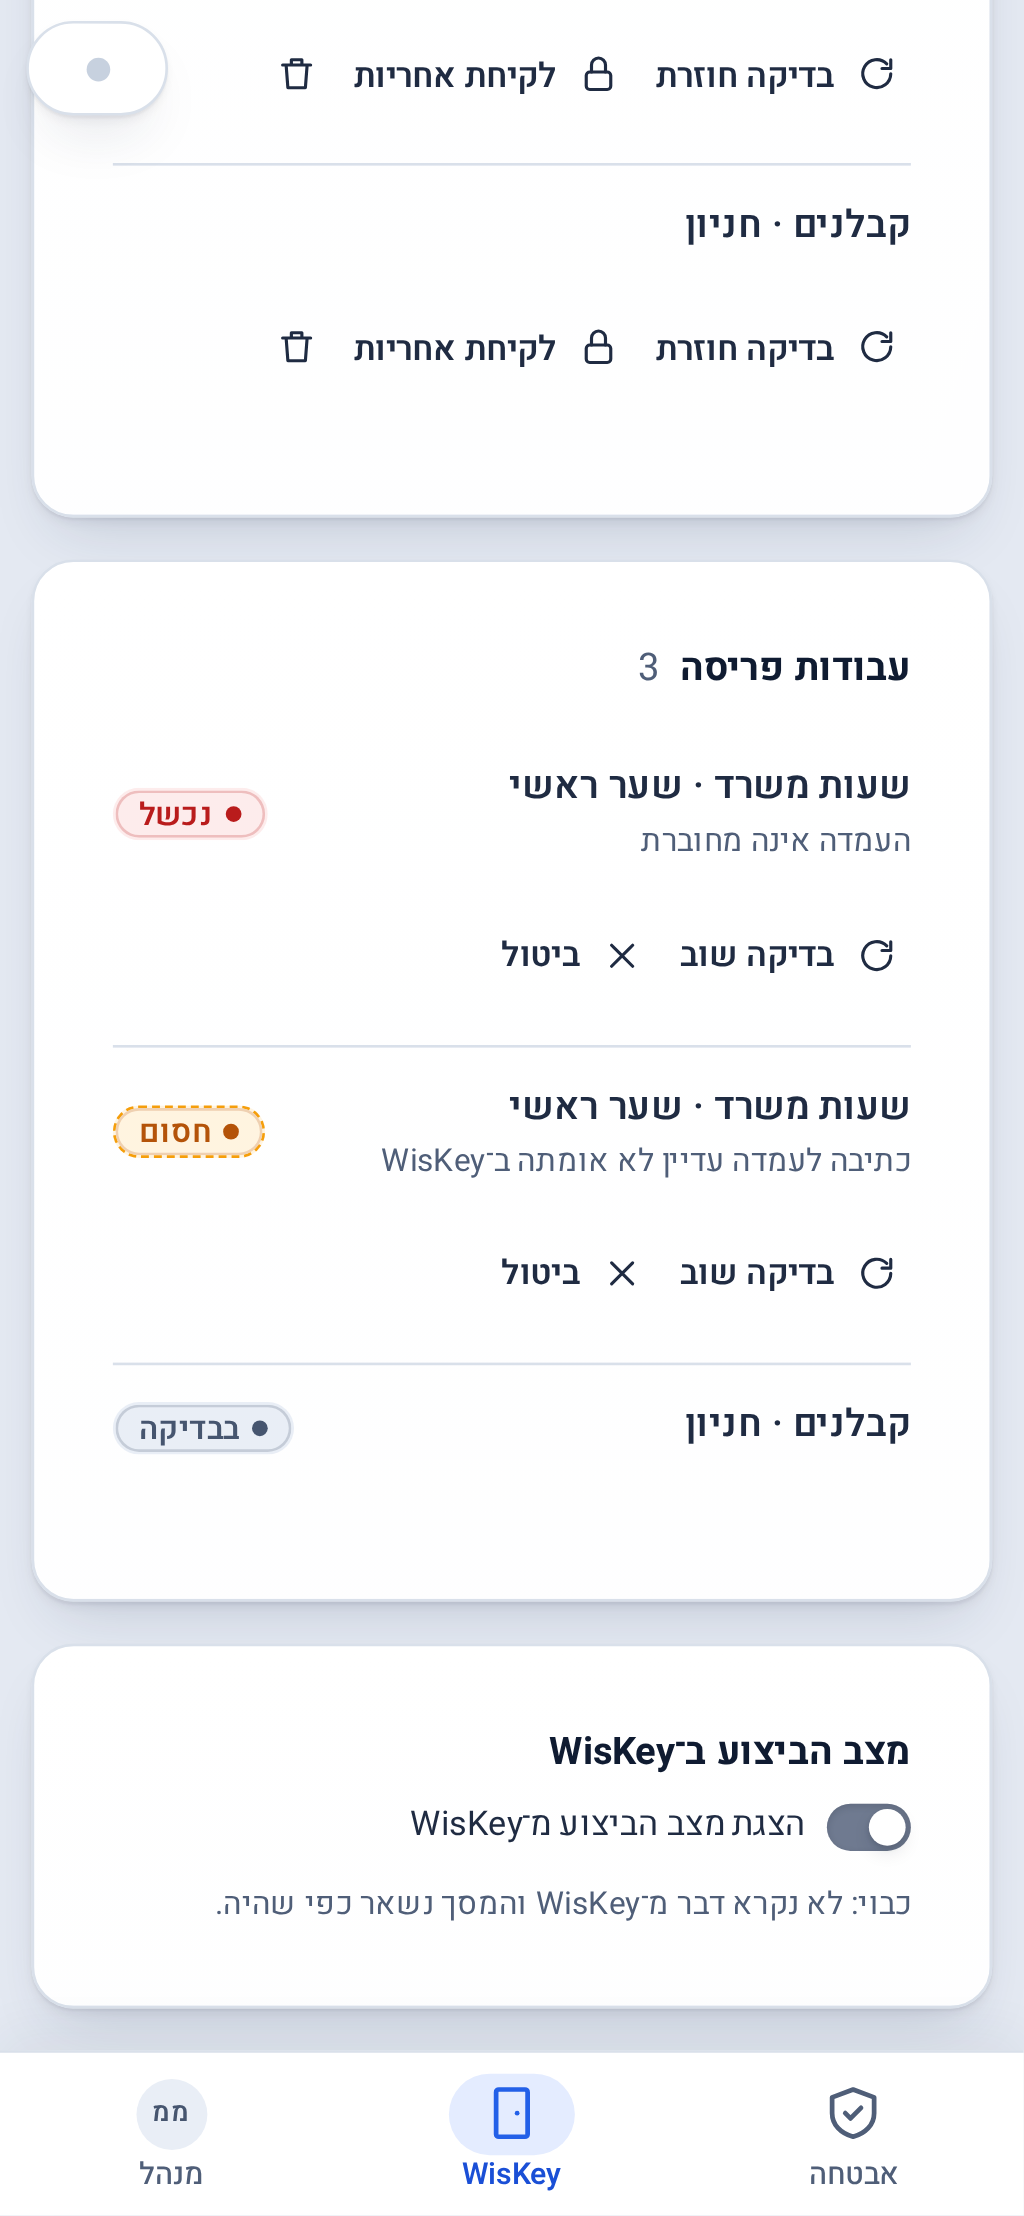 בדיקה חוזרת לקיחת אחריות
קבלנים · חניון
בדיקה חוזרת לקיחת אחריות
עבודות פריסה 3
שעות משרד · שער ראשי
נכשל
העמדה אינה מחוברת
בדיקה שוב ביטול
שעות משרד · שער ראשי
חסום
כתיבה לעמדה עדיין לא אומתה ב־WisKey
בדיקה שוב ביטול
קבלנים · חניון
בבדיקה
מצב הביצוע ב־WisKey
הצגת מצב הביצוע מ־WisKey
כבוי: לא נקרא דבר מ־WisKey והמסך נשאר כפי שהיה.
אבטחה
WisKey
ממ
מנהל